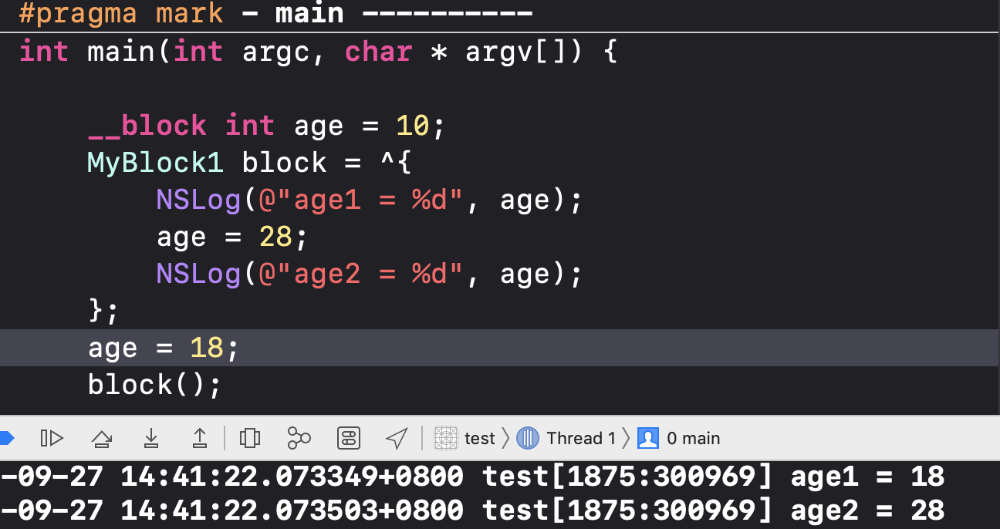 #pragma mark - main ----------
int main(int argc, char * argv[]) {
__block int age = 10;
MyBlock1 block = ^{
NSLog(@"age1 = %d", age);
age = 28;
NSLog(@"age2 = %d", age);
};
age = 18;
block();
test Thread 1 0 main
-09-27 14:41:22.073349+0800 test[1875:300969] age1 = 18
-09-27 14:41:22.073503+0800 test[1875:300969] age2 = 28